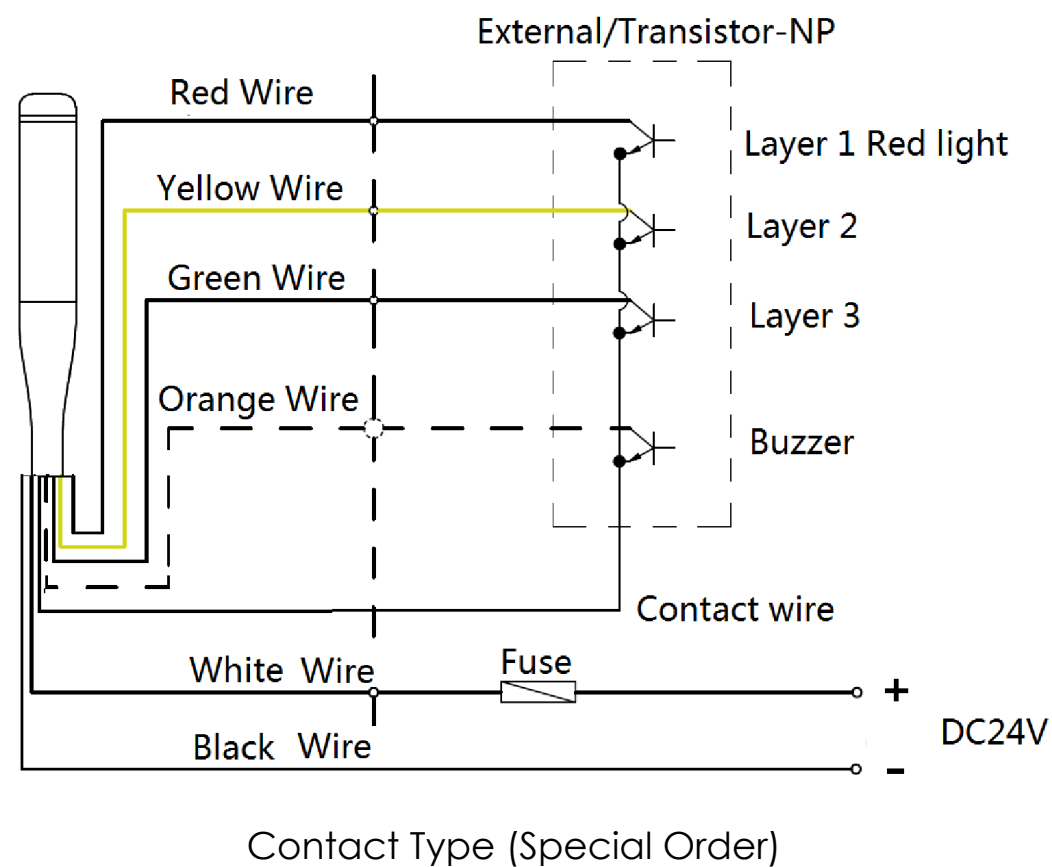 External/Transistor-NP
Red Wire
Layer 1 Red light
Yellow Wire
Layer 2
Green Wire
Layer 3
Orange Wire
Buzzer
Contact wire
White Wire
Fuse
+
DC24V
Black Wire
-
Contact Type (Special Order)